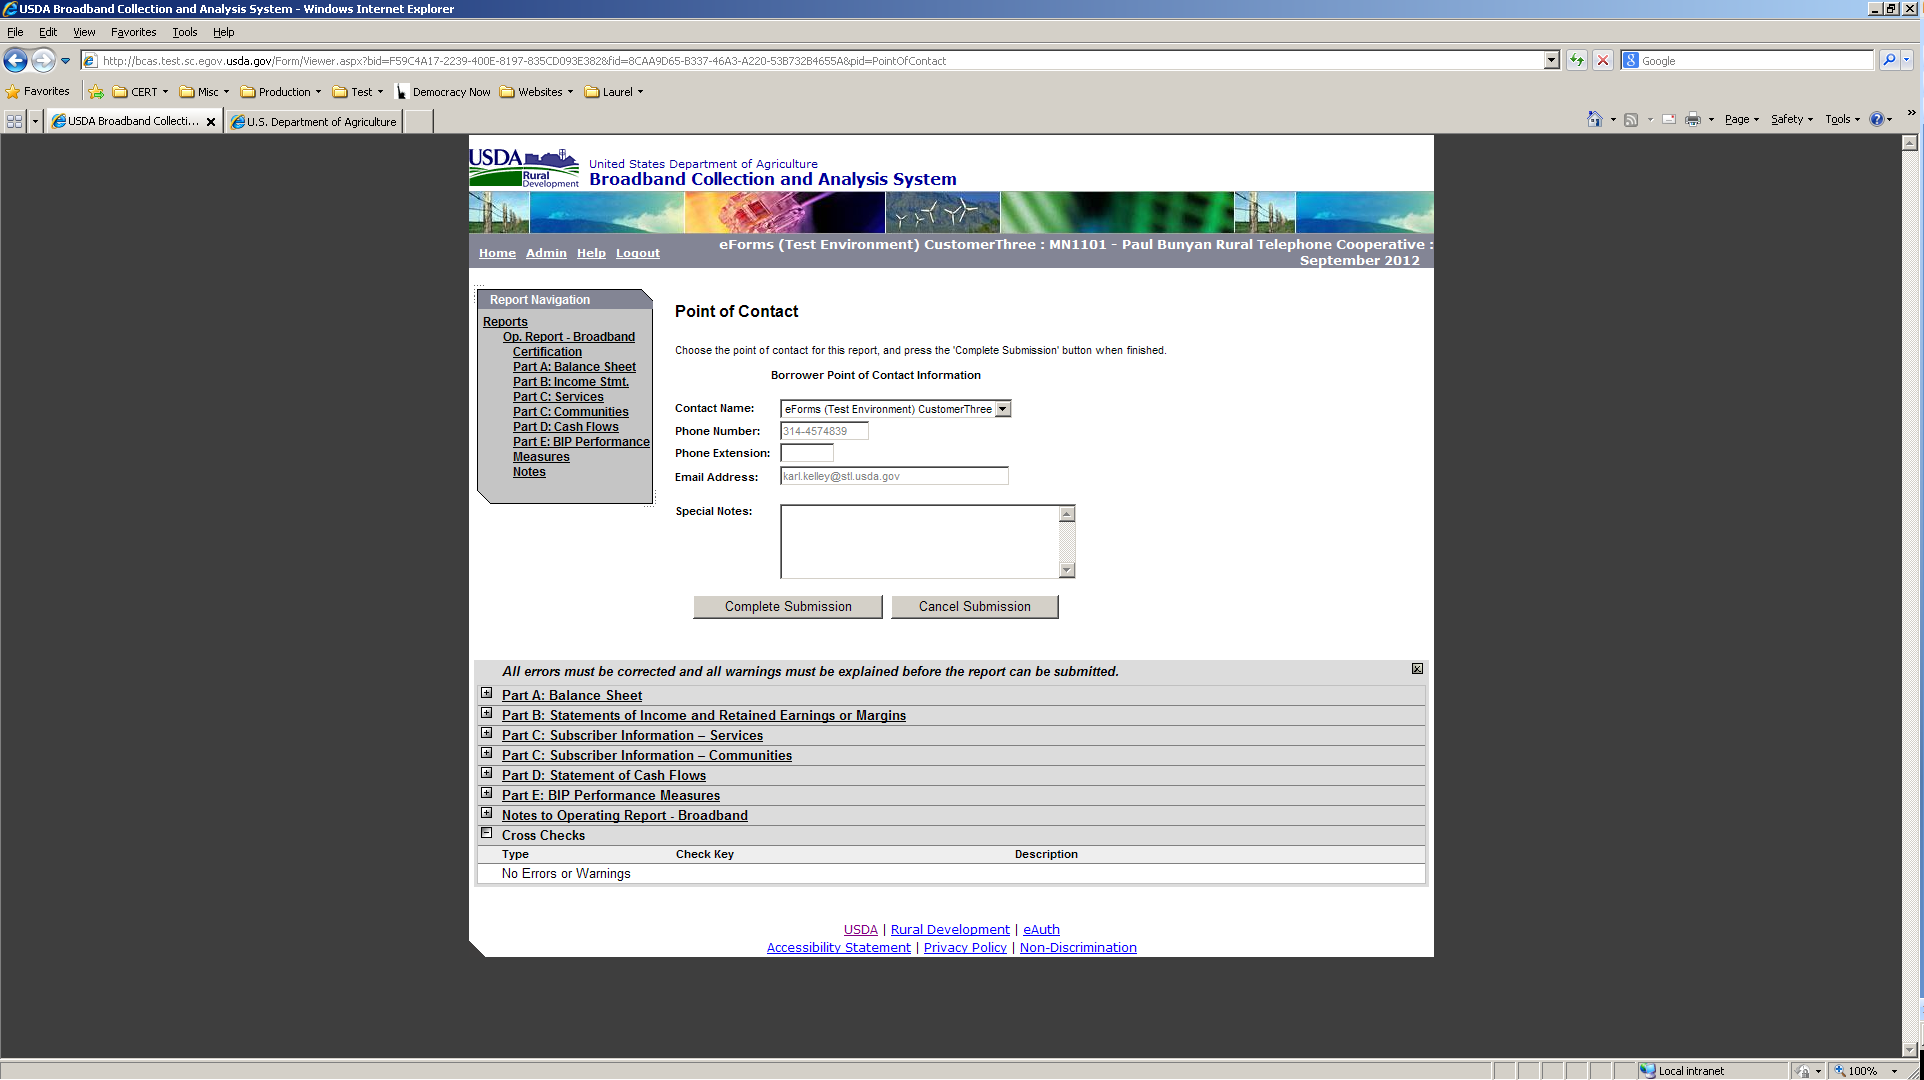 USDA Broadband Collection and Analysis System - Windows Internet Explorer
File Edit View Favorites Tools Help
http://bcas.test.sc.egov.usda.gov/Form/Viewer.aspx?bid=F59C4A17-2239-400E-8197-835CD093E382&fid=8CAA9D65-B337-46A3-A220-53B732B4655A&pid=PointOfContact
Google
Favorites CERT Misc Production Test Democracy Now Websites Laurel
USDA Broadband Collecti... U.S. Department of Agriculture
Page Safety Tools
USDA
Rural
Development
United States Department of Agriculture
Broadband Collection and Analysis System
Home Admin Help Logout
eForms (Test Environment) CustomerThree : MN1101 - Paul Bunyan Rural Telephone Cooperative :
September 2012
Report Navigation
Reports
Op. Report - Broadband
Certification
Part A: Balance Sheet
Part B: Income Stmt.
Part C: Services
Part C: Communities
Part D: Cash Flows
Part E: BIP Performance
Measures
Notes
Point of Contact
Choose the point of contact for this report, and press the 'Complete Submission' button when finished.
Borrower Point of Contact Information
Contact Name: eForms (Test Environment) CustomerThree
Phone Number: 314-4574839
Phone Extension:
Email Address: karl.kelley@stl.usda.gov
Special Notes:
Complete Submission Cancel Submission
All errors must be corrected and all warnings must be explained before the report can be submitted.
Part A: Balance Sheet
Part B: Statements of Income and Retained Earnings or Margins
Part C: Subscriber Information – Services
Part C: Subscriber Information – Communities
Part D: Statement of Cash Flows
Part E: BIP Performance Measures
Notes to Operating Report - Broadband
Cross Checks
Type Check Key Description
No Errors or Warnings
USDA | Rural Development | eAuth
Accessibility Statement | Privacy Policy | Non-Discrimination
Local intranet 100%